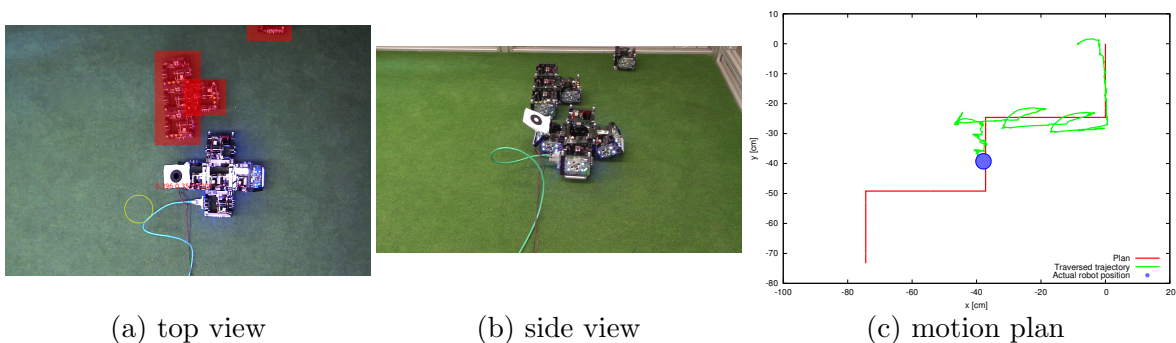 10
0
-10
-20
-30
-40
-50
-60
-70
-80
y [cm]
-100
-80
-60
-40
-20
0
20
x [cm]
Plan
Traversed trajectory
Actual robot position
(a) top view
(b) side view
(c) motion plan